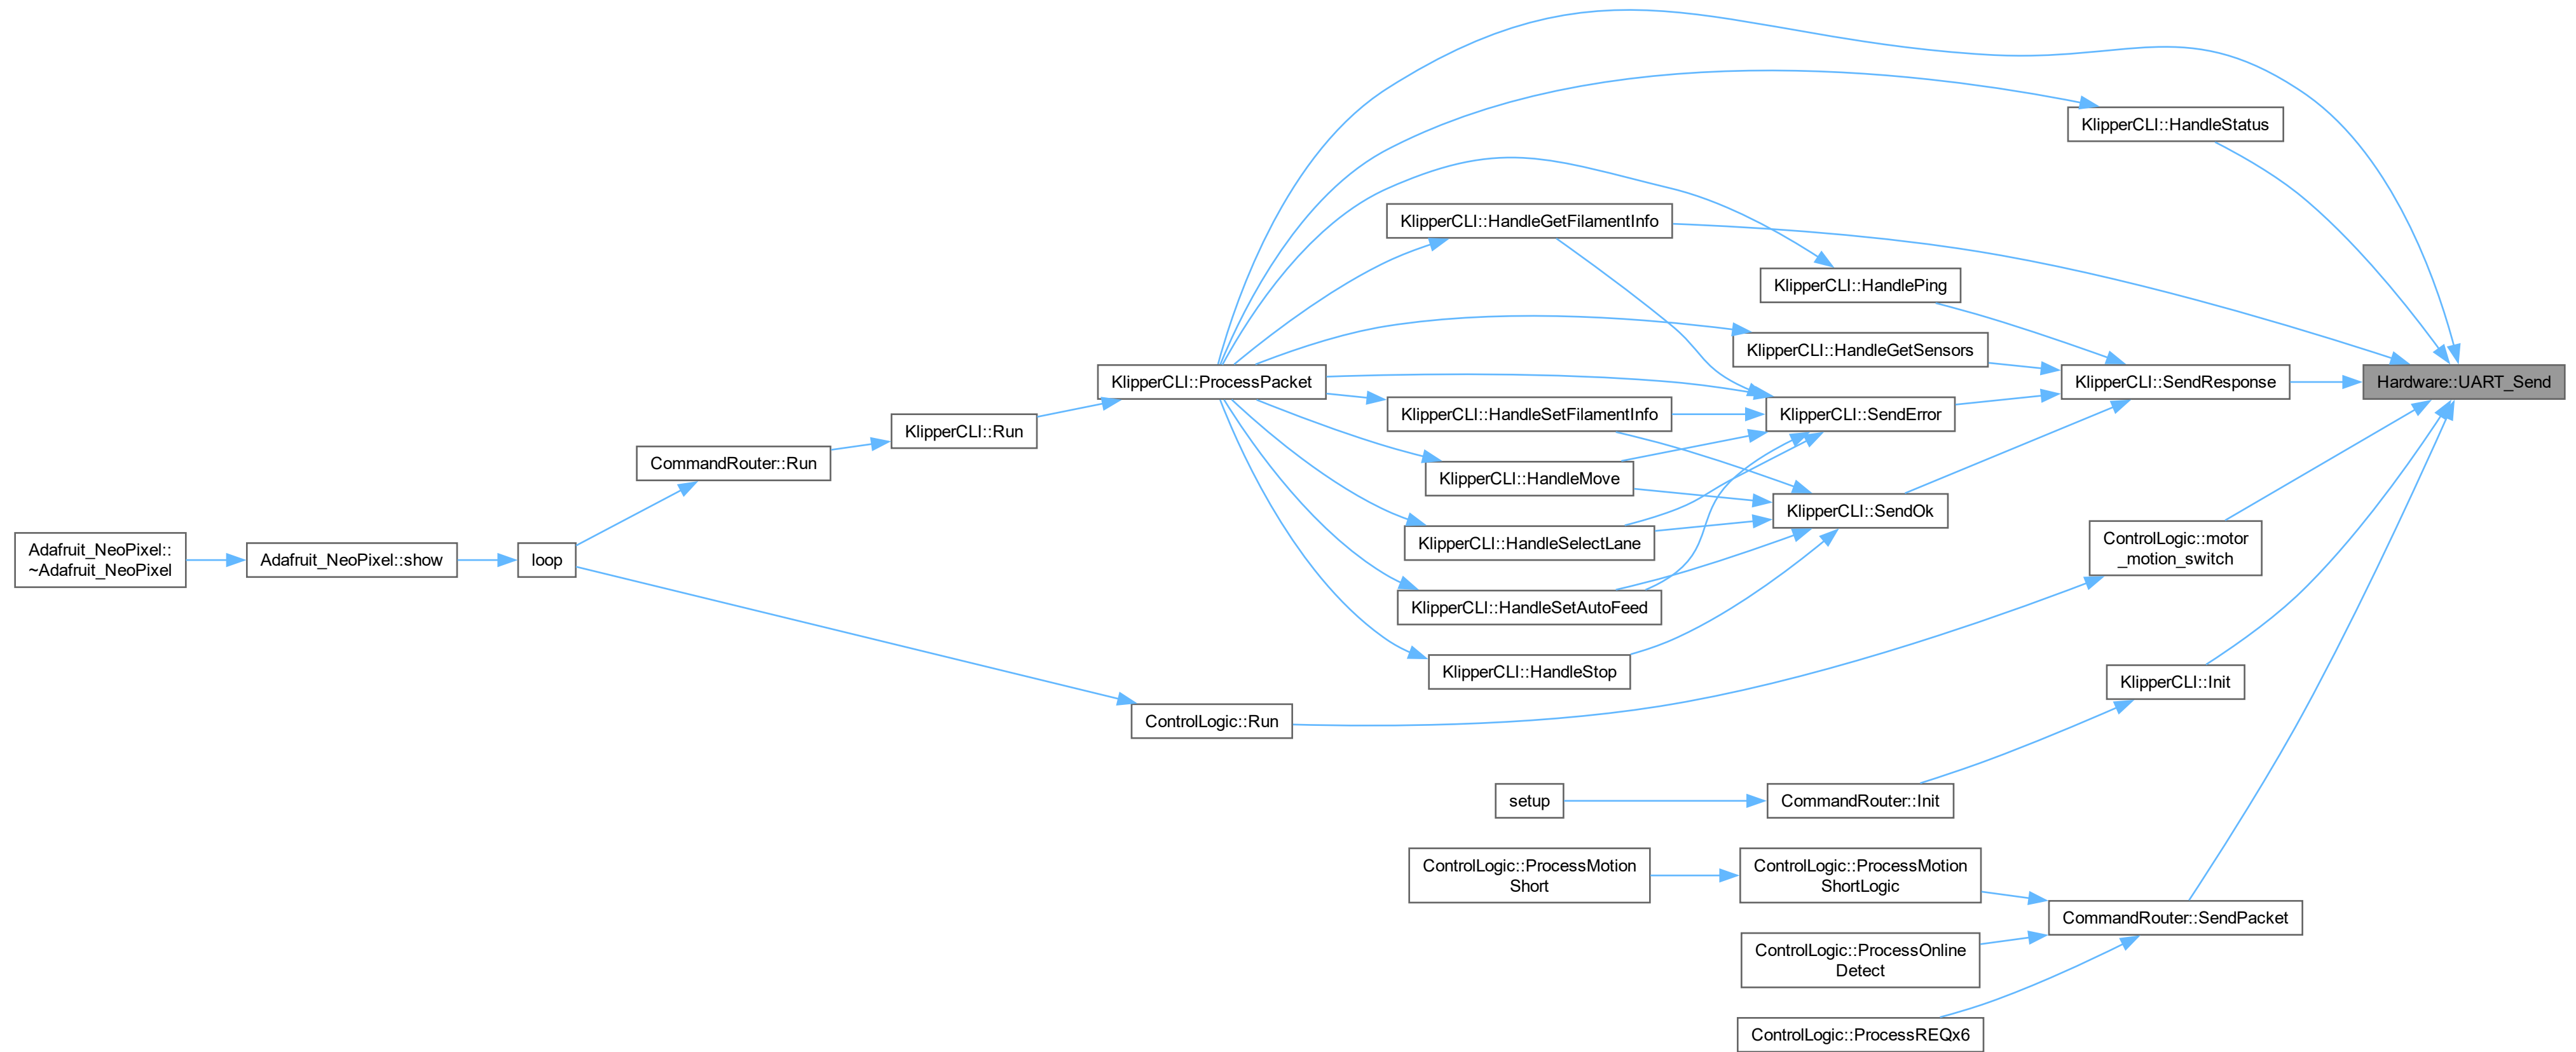 KlipperCLI::HandleStatus
KlipperCLI::HandleGetFilamentInfo
KlipperCLI::HandlePing
KlipperCLI::HandleGetSensors
KlipperCLI::ProcessPacket
KlipperCLI::SendResponse
Hardware::UART_Send
KlipperCLI::HandleSetFilamentInfo
KlipperCLI::SendError
KlipperCLI::Run
CommandRouter::Run
KlipperCLI::HandleMove
KlipperCLI::SendOk
KlipperCLI::HandleSelectLane
Adafruit_NeoPixel::
~Adafruit_NeoPixel
Adafruit_NeoPixel::show
loop
ControlLogic::motor
_motion_switch
KlipperCLI::HandleSetAutoFeed
KlipperCLI::HandleStop
KlipperCLI::Init
ControlLogic::Run
setup
CommandRouter::Init
ControlLogic::ProcessMotion
Short
ControlLogic::ProcessMotion
ShortLogic
CommandRouter::SendPacket
ControlLogic::ProcessOnline
Detect
ControlLogic::ProcessREQx6